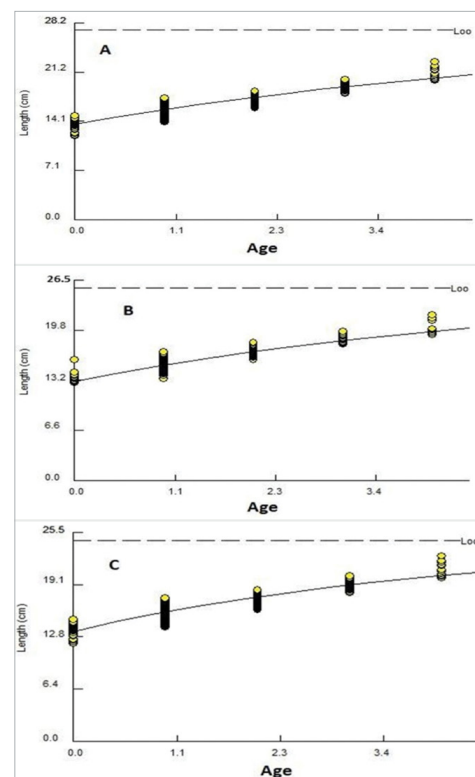 28.2
Loo
A
21.2
Length (cm)
14.1
7.1
0.0
0.0 1.1 2.3 3.4
Age
26.5
Loo
B
19.8
Length (cm)
13.2
6.6
0.0
0.0 1.1 2.3 3.4
Age
25.5
Loo
C
19.1
Length (cm)
12.8
6.4
0.0
0.0 1.1 2.3 3.4
Age